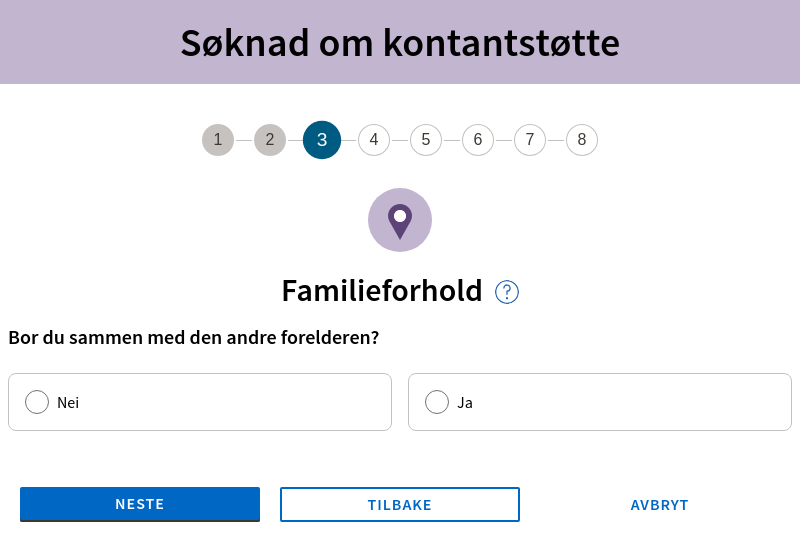 Søknad om kontantstøtte
1 2 3 4 5 6 7 8
Familieforhold ?
Bor du sammen med den andre forelderen?
Nei Ja
NESTE TILBAKE AVBRYT